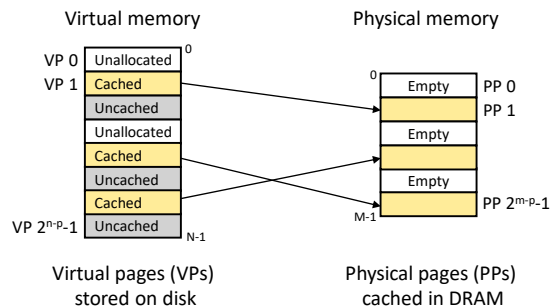 Virtual memory
Physical memory
0
VP 0
Unallocated
VP 1
Cached
Uncached
Unallocated
Cached
Uncached
Cached
VP 2ⁿ⁻ᵖ-1
Uncached
N-1
0
Empty
PP 0
PP 1
Empty
Empty
M-1
PP 2ᵐ⁻ᵖ-1
Virtual pages (VPs)
stored on disk
Physical pages (PPs)
cached in DRAM